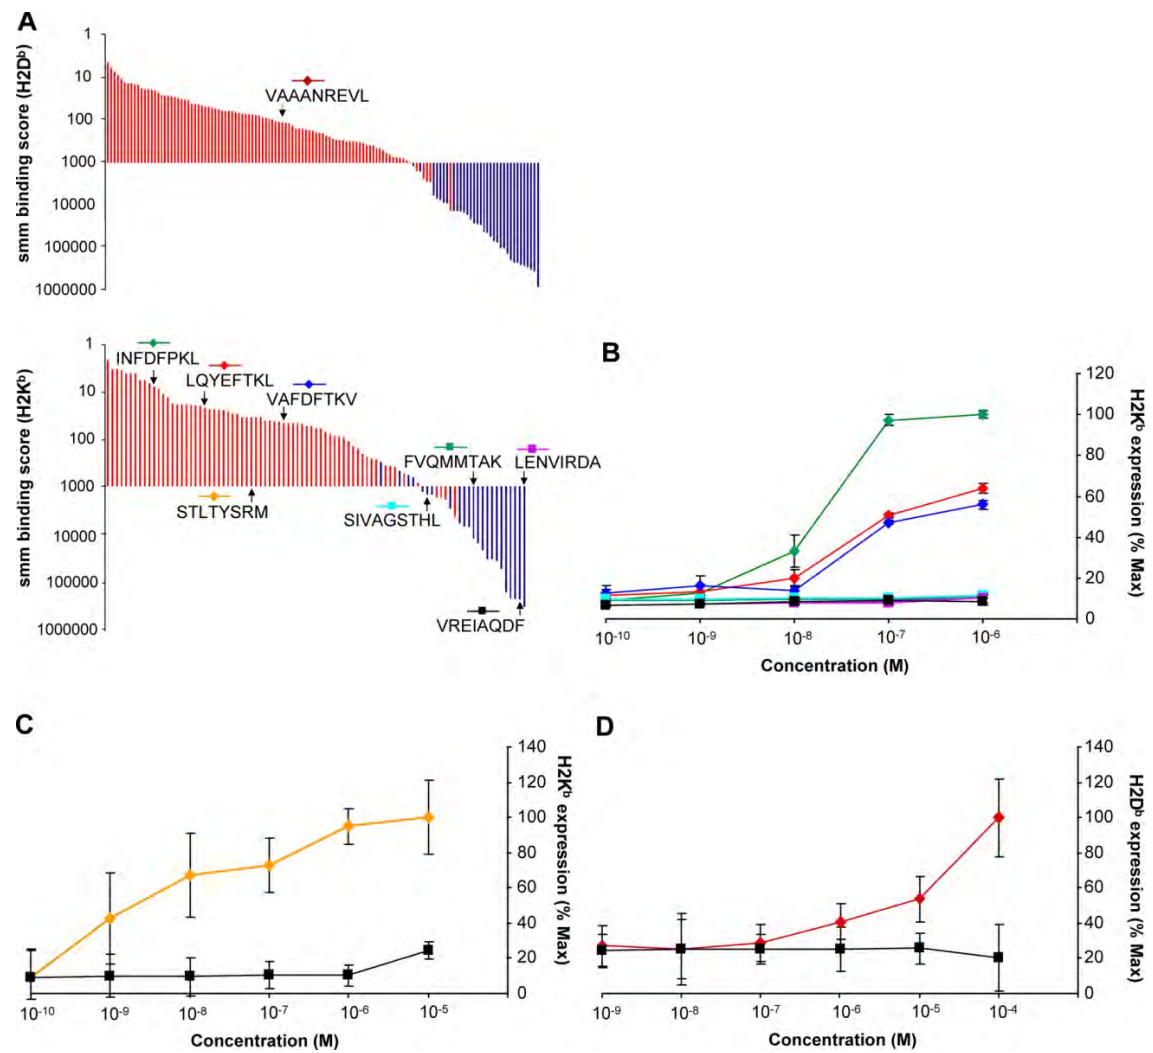 A
smm binding score (H2Dᵇ)
1
10
100
1000
10000
100000
1000000
VAAANREVL
smm binding score (H2Kᵇ)
1
10
100
1000
10000
100000
1000000
INFDFPKL
LQYEFTKL
VAFDFTKV
FVQMMTAK
LENVIRDA
STLTYSRM
SIVAGSTHL
VREIAQDF
B
120
100
80
60
40
20
0
H2Kᵇ expression (% Max)
10⁻¹⁰ 10⁻⁹ 10⁻⁸ 10⁻⁷ 10⁻⁶
Concentration (M)
C
140
120
100
80
60
40
20
0
H2Kᵇ expression (% Max)
10⁻¹⁰ 10⁻⁹ 10⁻⁸ 10⁻⁷ 10⁻⁶ 10⁻⁵
Concentration (M)
D
140
120
100
80
60
40
20
0
H2Dᵇ expression (% Max)
10⁻⁹ 10⁻⁸ 10⁻⁷ 10⁻⁶ 10⁻⁵ 10⁻⁴
Concentration (M)